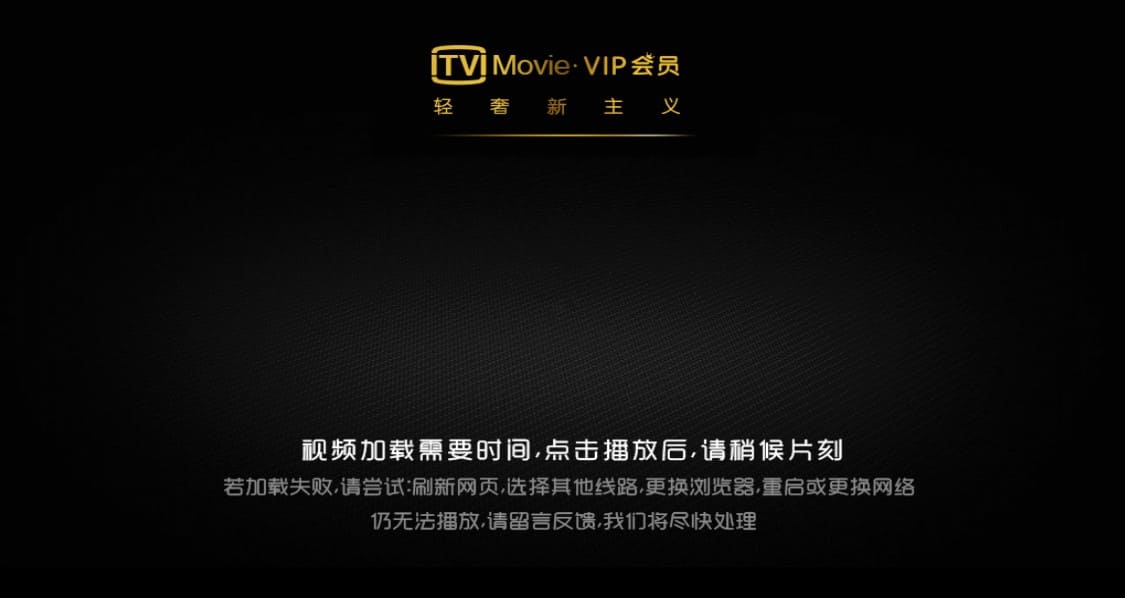 iTV Movie·VIP会员
轻奢新主义
视频加载需要时间,点击播放后,请稍候片刻
若加载失败,请尝试:刷新网页,选择其他线路,更换浏览器,重启或更换网络
仍无法播放,请留言反馈,我们将尽快处理